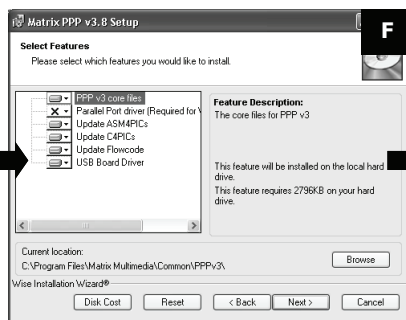 Matrix PPP v3.8 Setup
F
Select Features
Please select which features you would like to install.
PPP v3 core files
Parallel Port driver (Required for
Update ASM4PICs
Update C4PICs
Update Flowcode
USB Board Driver
Feature Description:
The core files for PPP v3
This feature will be installed on the local hard
drive.
This feature requires 2796KB on your hard
drive.
Current location:
C:\Program Files\Matrix Multimedia\Common\PPPv3\
Browse
Wise Installation Wizard®
Disk Cost
Reset
< Back
Next >
Cancel